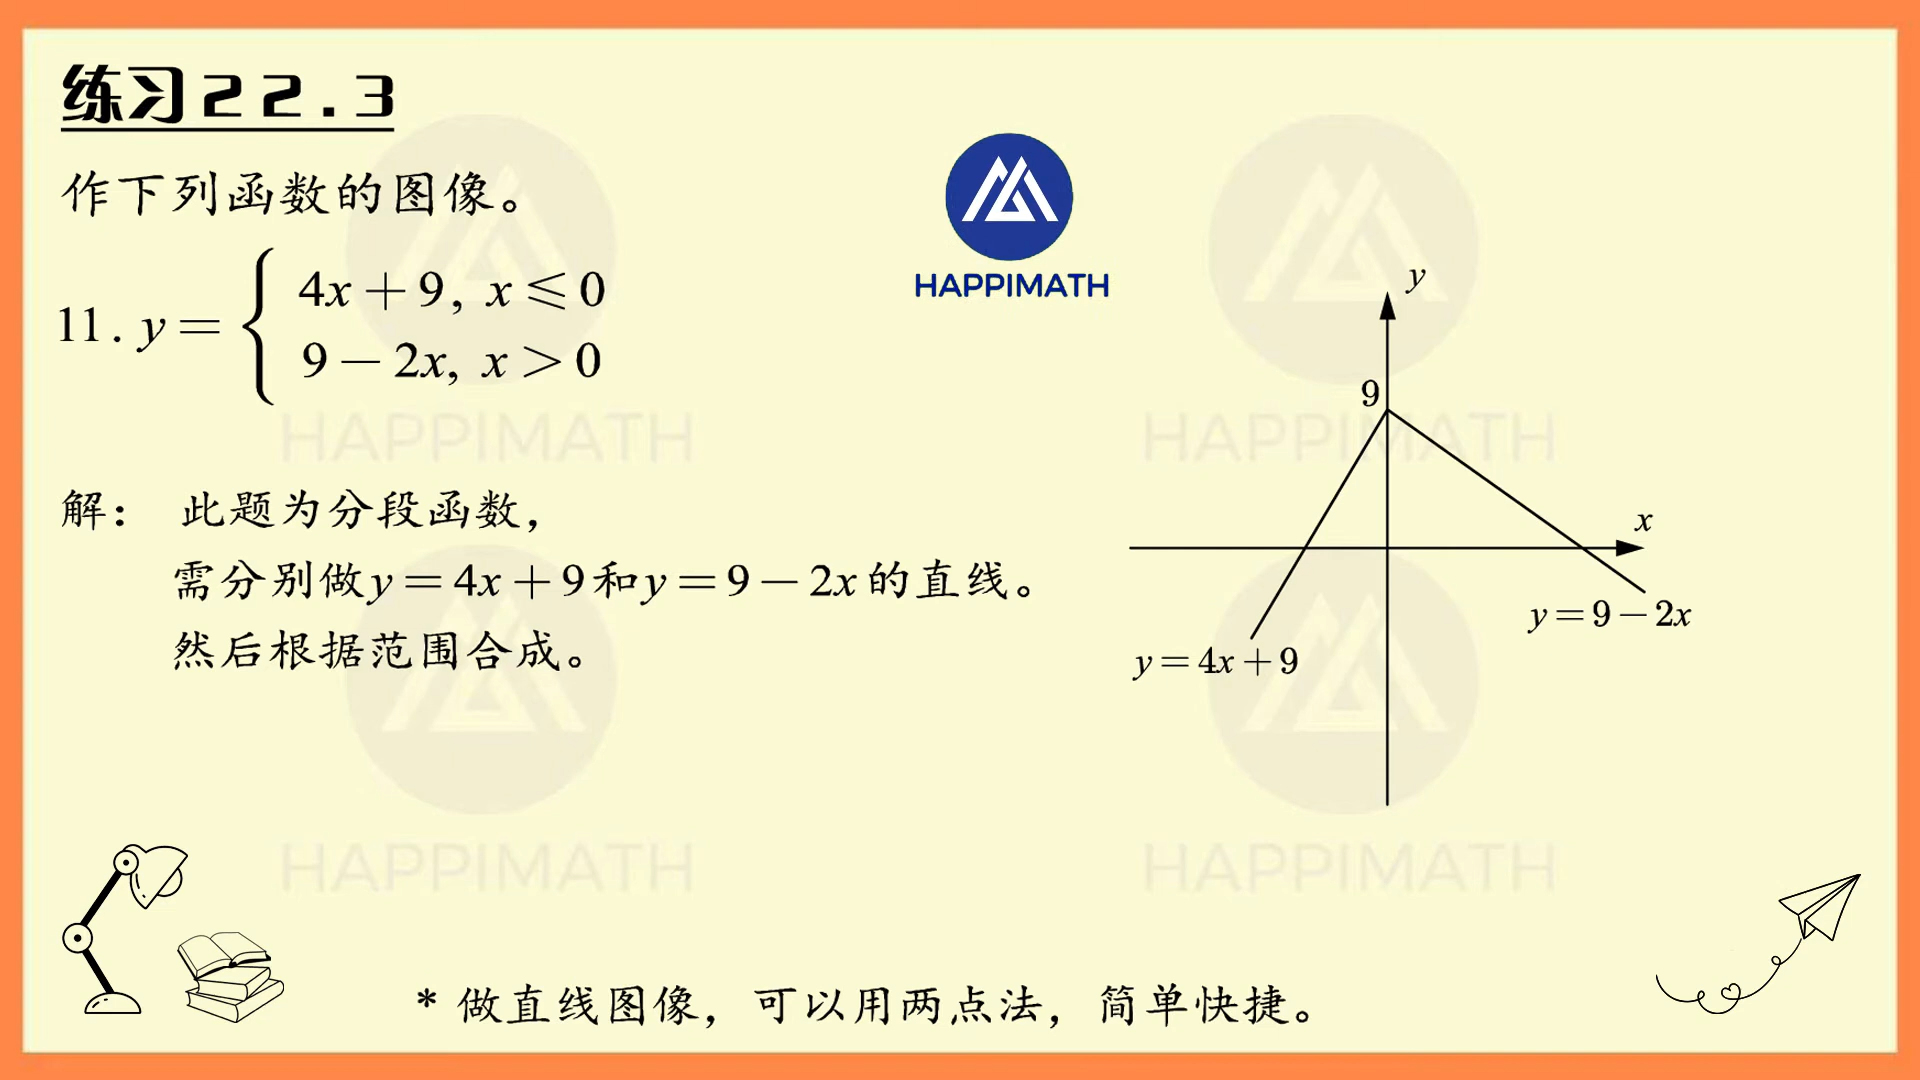 练习22.3
作下列函数的图像。
HAPPIMATH
11. y = { 4x + 9, x ⩽ 0
9 − 2x, x > 0
解： 此题为分段函数，
需分别做y = 4x + 9和y = 9 − 2x的直线。
然后根据范围合成。
y
9
x
y = 9 − 2x
y = 4x + 9
HAPPIMATH
HAPPIMATH
HAPPIMATH
HAPPIMATH
* 做直线图像，可以用两点法，简单快捷。